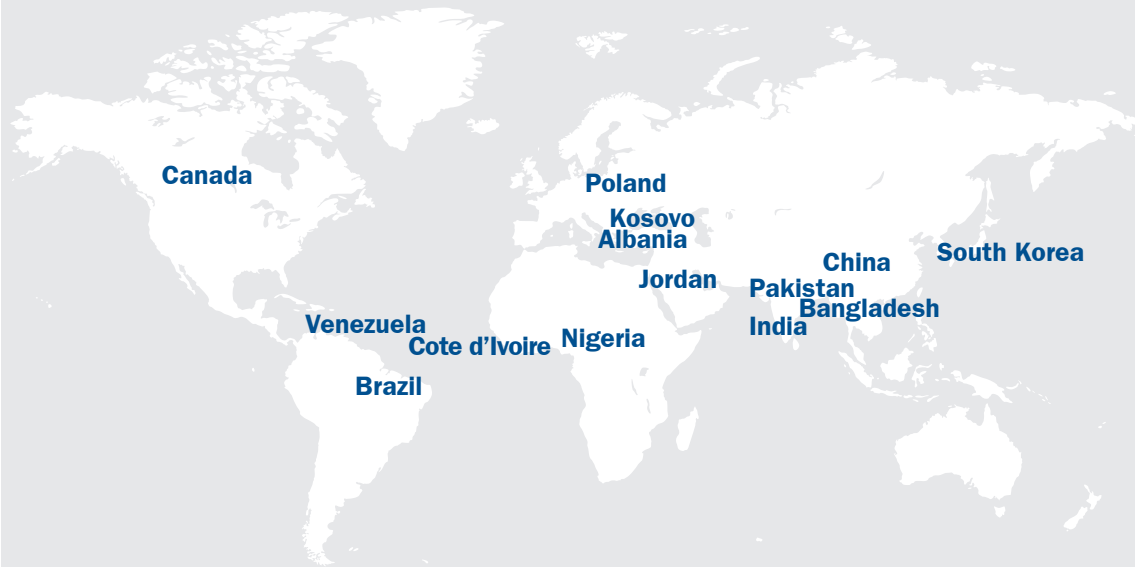 Canada
Poland
Kosovo
Albania
South Korea
China
Jordan
Pakistan
Bangladesh
Venezuela
India
Nigeria
Cote d’Ivoire
Brazil